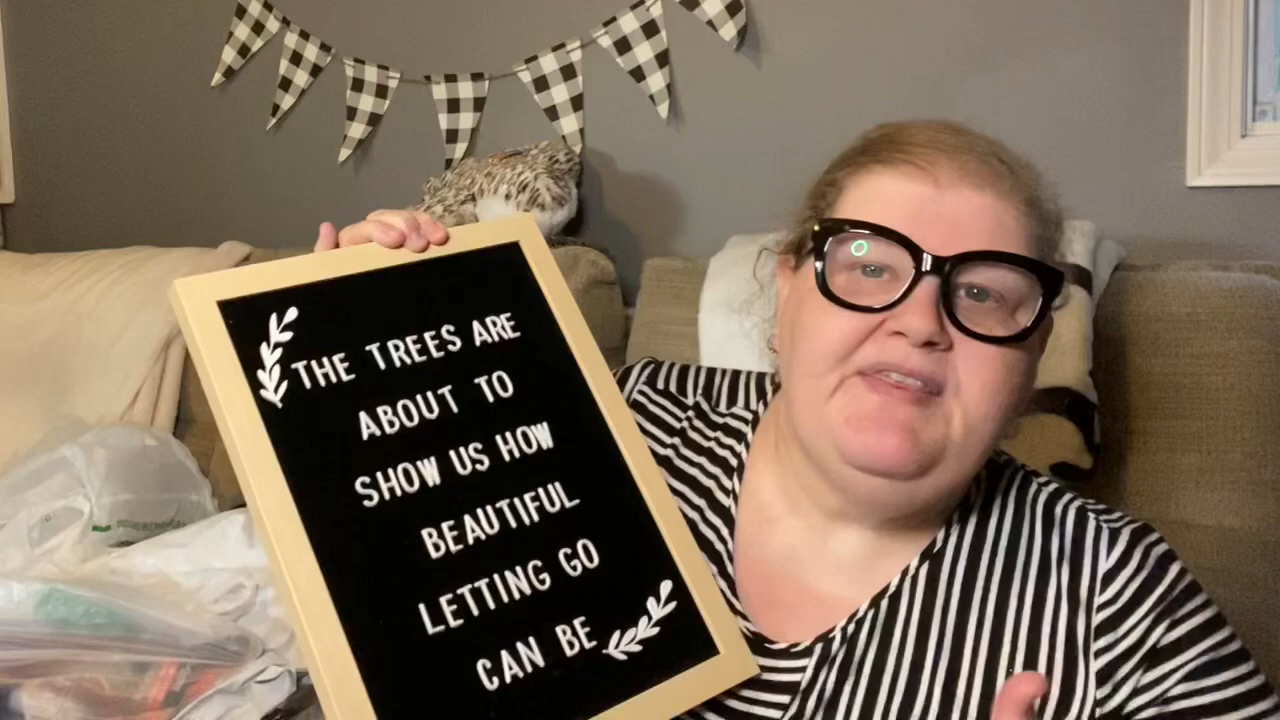 THE TREES ARE
ABOUT TO
SHOW US HOW
BEAUTIFUL
LETTING GO
CAN BE